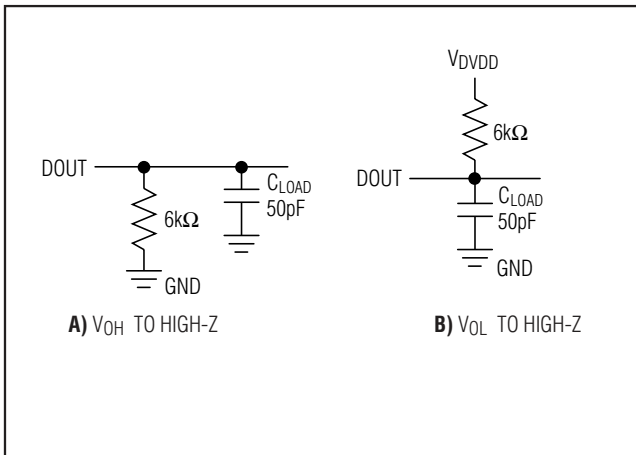 DOUT
6kΩ
GND
CLOAD
50pF
A) VOH TO HIGH-Z
VDVDD
6kΩ
DOUT
CLOAD
50pF
GND
B) VOL TO HIGH-Z